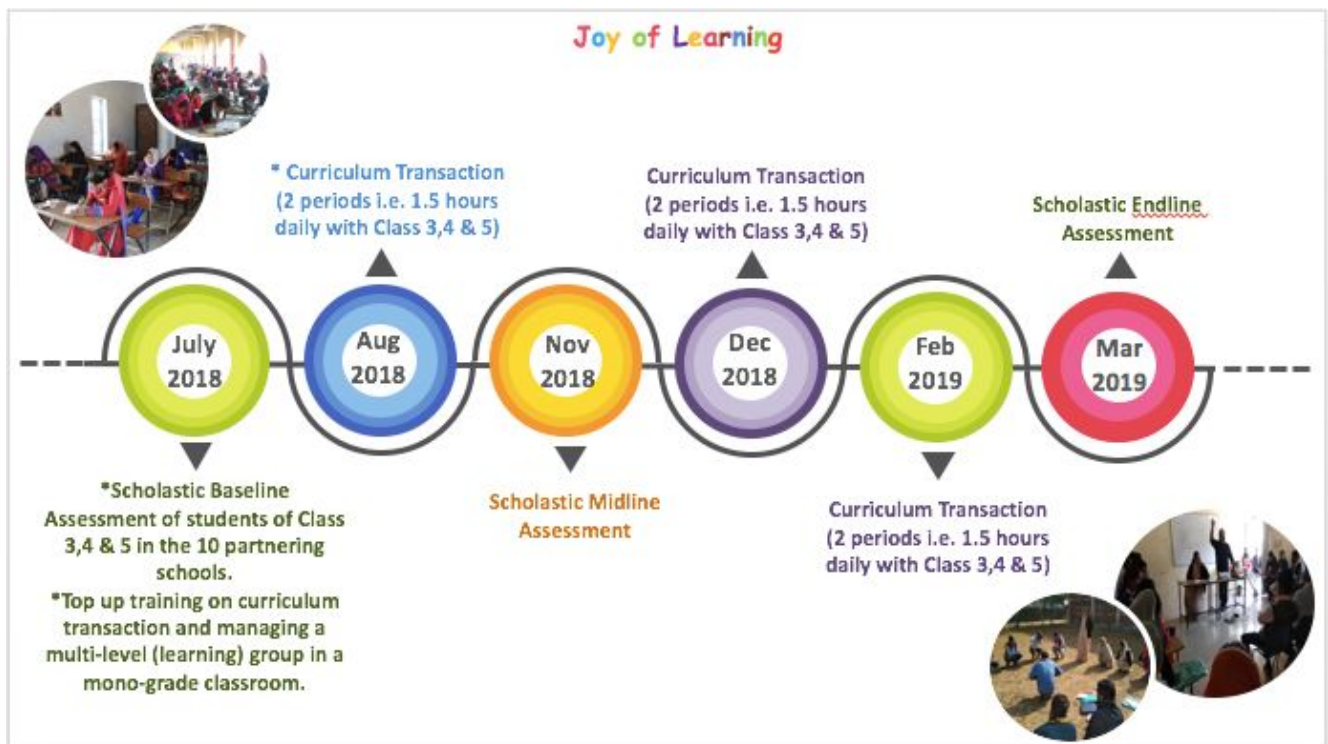 Joy of Learning
* Curriculum Transaction
(2 periods i.e. 1.5 hours
daily with Class 3,4 & 5)
Curriculum Transaction
(2 periods i.e. 1.5 hours
daily with Class 3,4 & 5)
Scholastic Endline
Assessment
July
2018
Aug
2018
Nov
2018
Dec
2018
Feb
2019
Mar
2019
*Scholastic Baseline
Assessment of students of Class
3,4 & 5 in the 10 partnering
schools.
*Top up training on curriculum
transaction and managing a
multi-level (learning) group in a
mono-grade classroom.
Scholastic Midline
Assessment
Curriculum Transaction
(2 periods i.e. 1.5 hours
daily with Class 3,4 & 5)